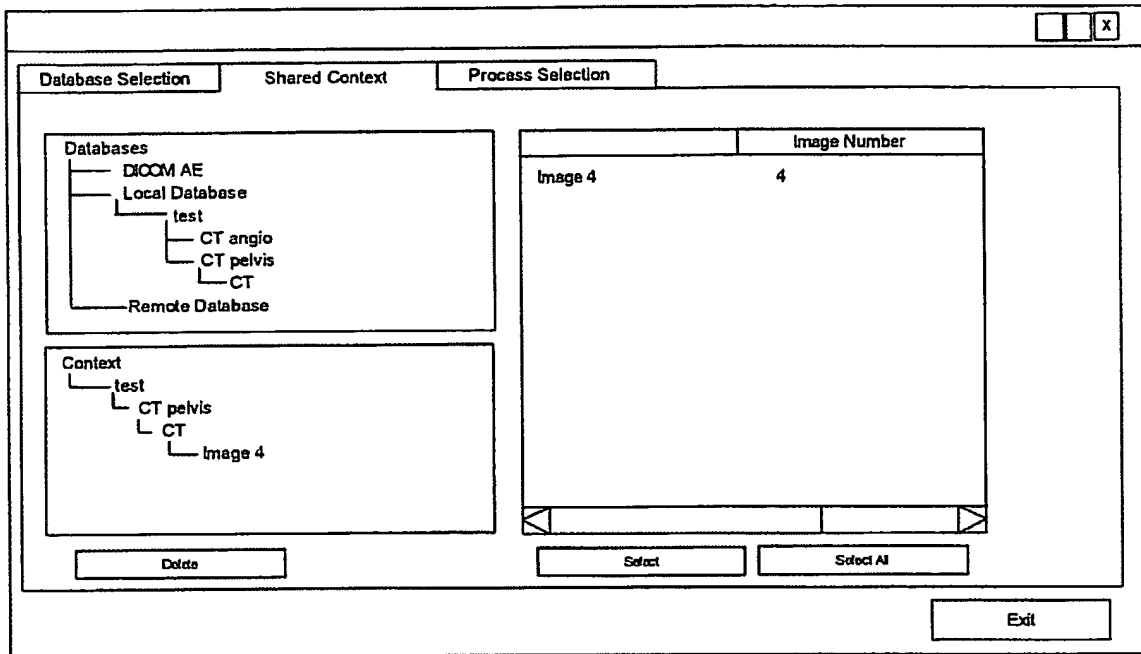 X
Database Selection Shared Context Process Selection
Databases
DICOM AE
Local Database
test
CT angio
CT pelvis
CT
Remote Database
Context
test
CT pelvis
CT
Image 4
Delete
Image Number
Image 4 4
Select Select All
Exit